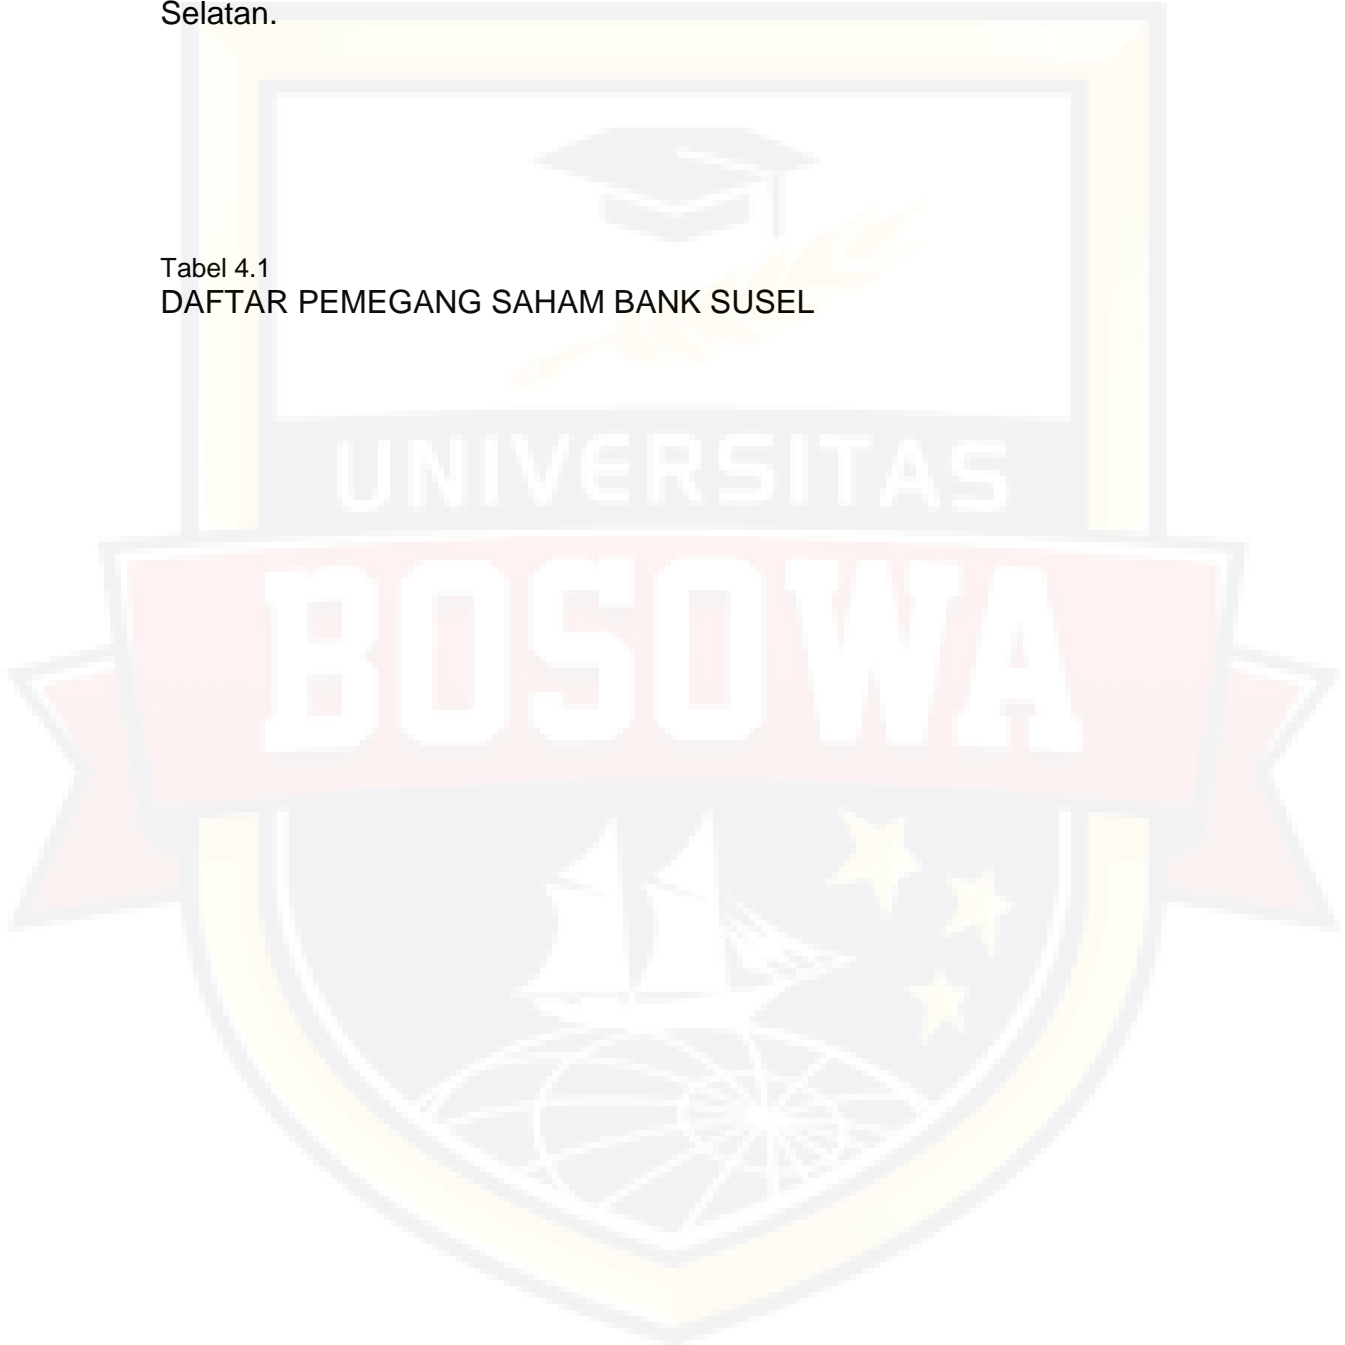 Selatan.
Tabel 4.1
DAFTAR PEMEGANG SAHAM BANK SUSEL
UNIVERSITAS
BOSOWA